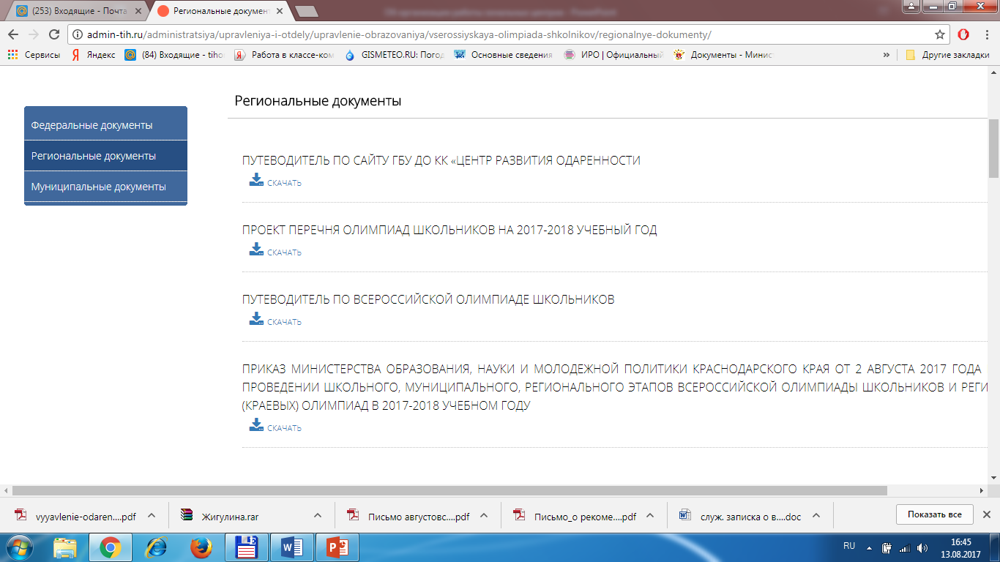 (253) Входящие - Почта
Региональные документ
admin-tih.ru/administratsiya/upravleniya-i-otdely/upravlenie-obrazovaniya/vserossiyskaya-olimpiada-shkolnikov/regionalnye-dokumenty/
Сервисы Яндекс (84) Входящие - tiho Работа в классе-ком GISMETEO.RU: Погод Основные сведения ИРО | Официальный Документы - Минис » Другие закладки
Региональные документы
Федеральные документы
Региональные документы
Муниципальные документы
ПУТЕВОДИТЕЛЬ ПО САЙТУ ГБУ ДО КК «ЦЕНТР РАЗВИТИЯ ОДАРЕННОСТИ
СКАЧАТЬ
ПРОЕКТ ПЕРЕЧНЯ ОЛИМПИАД ШКОЛЬНИКОВ НА 2017-2018 УЧЕБНЫЙ ГОД
СКАЧАТЬ
ПУТЕВОДИТЕЛЬ ПО ВСЕРОССИЙСКОЙ ОЛИМПИАДЕ ШКОЛЬНИКОВ
СКАЧАТЬ
ПРИКАЗ МИНИСТЕРСТВА ОБРАЗОВАНИЯ, НАУКИ И МОЛОДЕЖНОЙ ПОЛИТИКИ КРАСНОДАРСКОГО КРАЯ ОТ 2 АВГУСТА 2017 ГОДА
ПРОВЕДЕНИИ ШКОЛЬНОГО, МУНИЦИПАЛЬНОГО, РЕГИОНАЛЬНОГО ЭТАПОВ ВСЕРОССИЙСКОЙ ОЛИМПИАДЫ ШКОЛЬНИКОВ И РЕГИ
(КРАЕВЫХ) ОЛИМПИАД В 2017-2018 УЧЕБНОМ ГОДУ
СКАЧАТЬ
vyyavlenie-odaren....pdf Жигулина.rar Письмо августовс....pdf Письмо_о рекоме....pdf служ. записка о в....doc Показать все
RU 16:45
13.08.2017